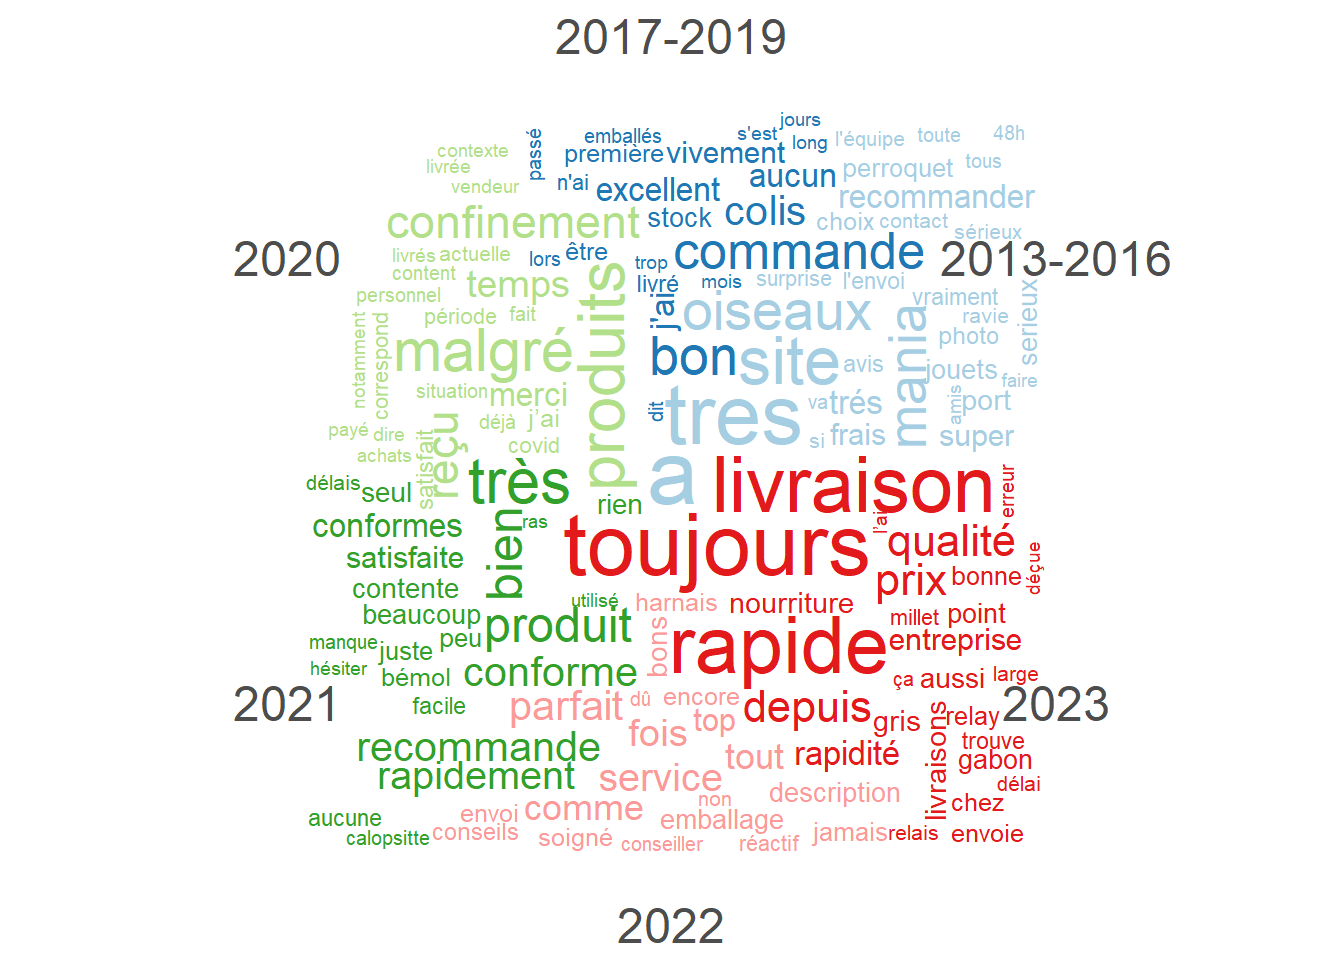 2017-2019
jours
passé
emballés
s'est
long
l'équipe
toute
48h
contexte
livrée
vendeur
première
vivement
n'ai
excellent
aucun
perroquet
tous
recommander
confinement
stock
colis
choix
contact
sérieux
2020
livrés
actuelle
lors
être
trop
commande
2013-2016
content
temps
livré
mois
surprise
l'envoi
personnel
période
fait
produits
j'ai
oiseaux
vraiment
ravie
serieux
notamment
correspond
malgré
bon
site
avis
mania
photo
jouets
faire
situation
merci
dit
tres
va
trés
amis
port
payé
dire
déjà
j’ai
si
frais
super
achats
satisfait
reçu
covid
délais
seul
très
rien
a
livraison
erreur
conformes
bien
ras
toujours
l’ai
qualité
satisfaite
déçue
contente
prix
bonne
beaucoup
utilisé
harnais
nourriture
millet
point
manque
juste
peu
produit
bons
rapide
entreprise
hésiter
bémol
conforme
ça
aussi
large
2021
facile
parfait
dû
encore
depuis
gris
relay
2023
recommande
fois
top
rapidité
livraisons
trouve
gabon
rapidement
service
tout
délai
aucune
envoi
comme
non
description
chez
calopsitte
conseils
soigné
emballage
conseiller
réactif
jamais
relais
envoie
2022